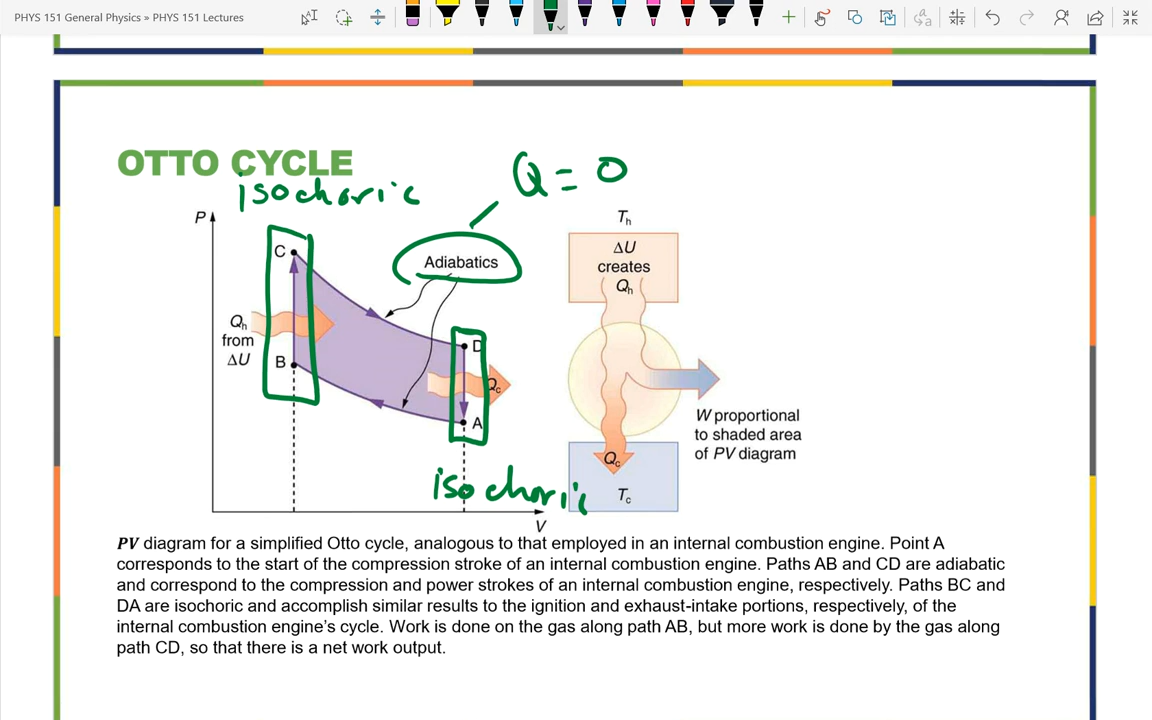 PHYS 151 General Physics » PHYS 151 Lectures
OTTO CYCLE
isochoric
Q = 0
P
C
Adiabatics
Qh
from
ΔU
B
D
Qc
A
isochoric
V
Th
ΔU
creates
Qh
W proportional
to shaded area
of PV diagram
Qc
Tc
PV diagram for a simplified Otto cycle, analogous to that employed in an internal combustion engine. Point A
corresponds to the start of the compression stroke of an internal combustion engine. Paths AB and CD are adiabatic
and correspond to the compression and power strokes of an internal combustion engine, respectively. Paths BC and
DA are isochoric and accomplish similar results to the ignition and exhaust-intake portions, respectively, of the
internal combustion engine’s cycle. Work is done on the gas along path AB, but more work is done by the gas along
path CD, so that there is a net work output.